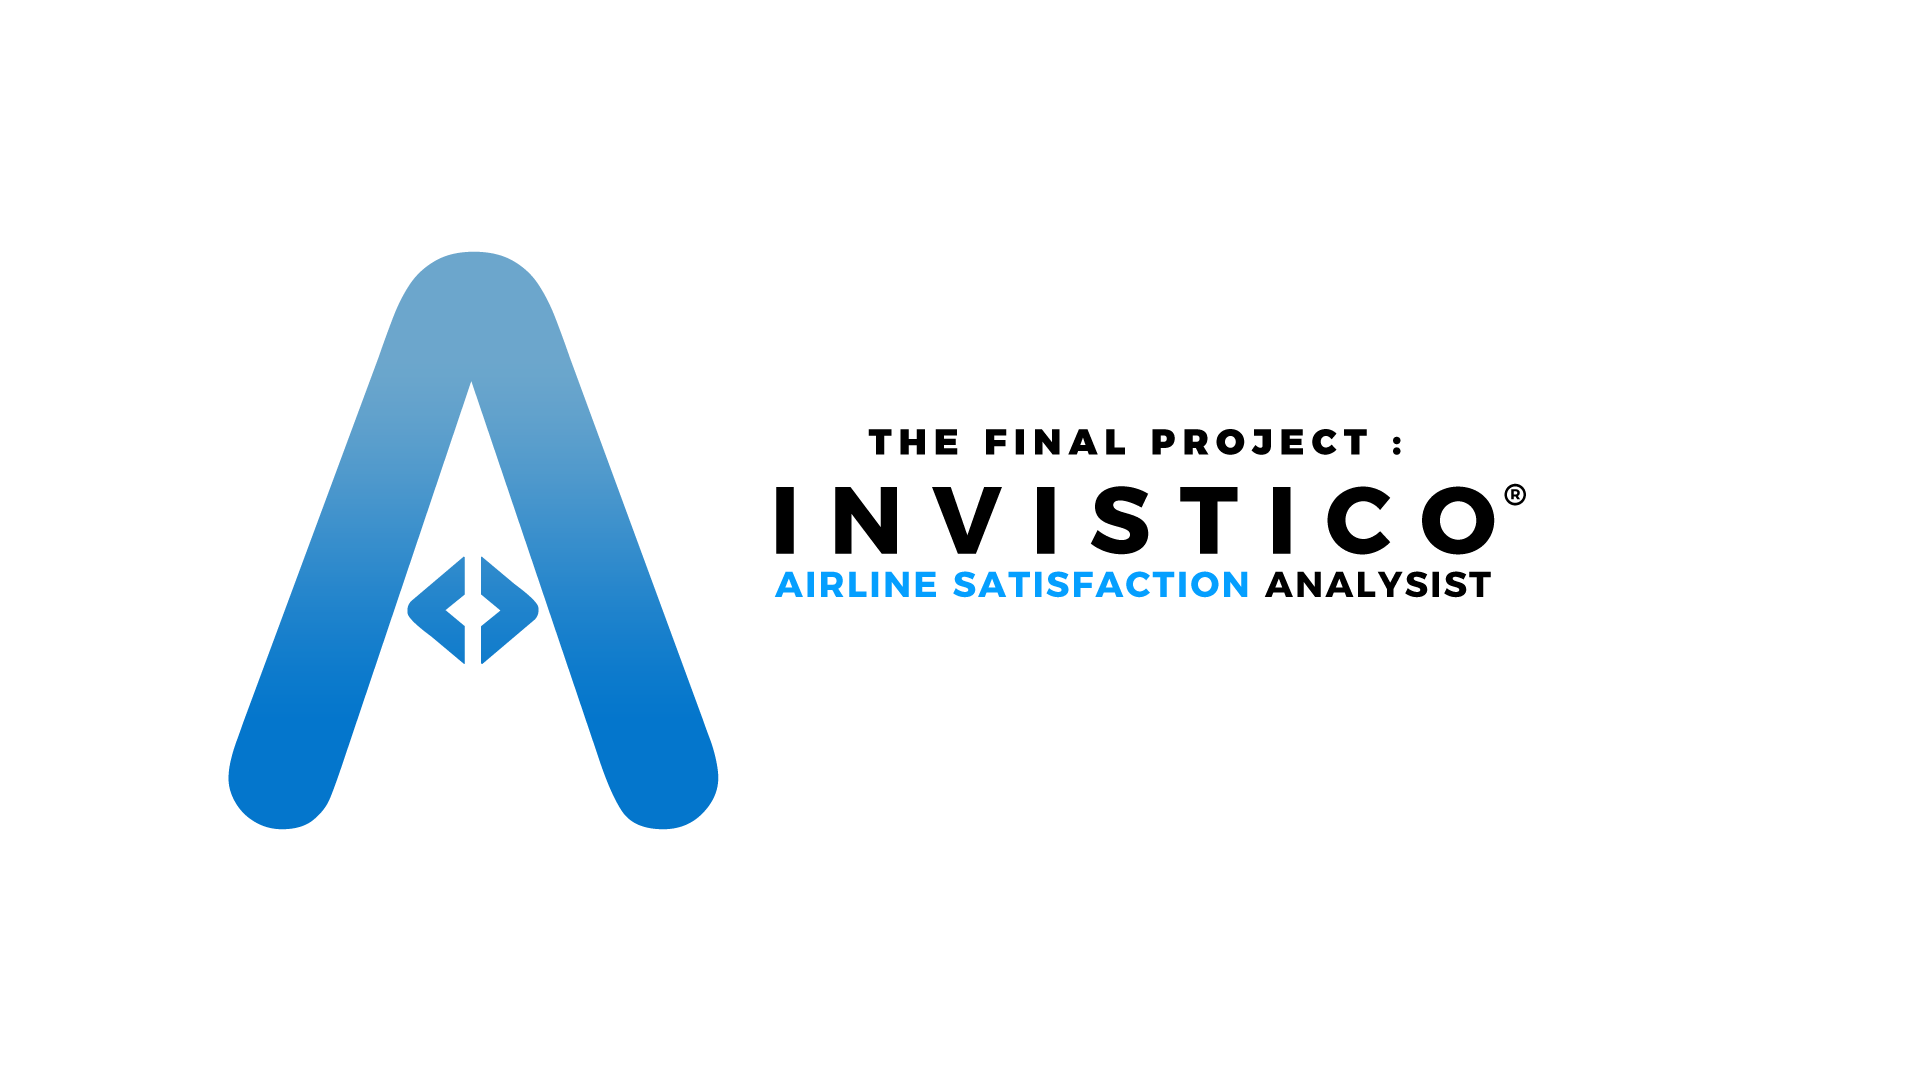 THE FINAL PROJECT :
INVISTICO®
AIRLINE SATISFACTION ANALYSIST